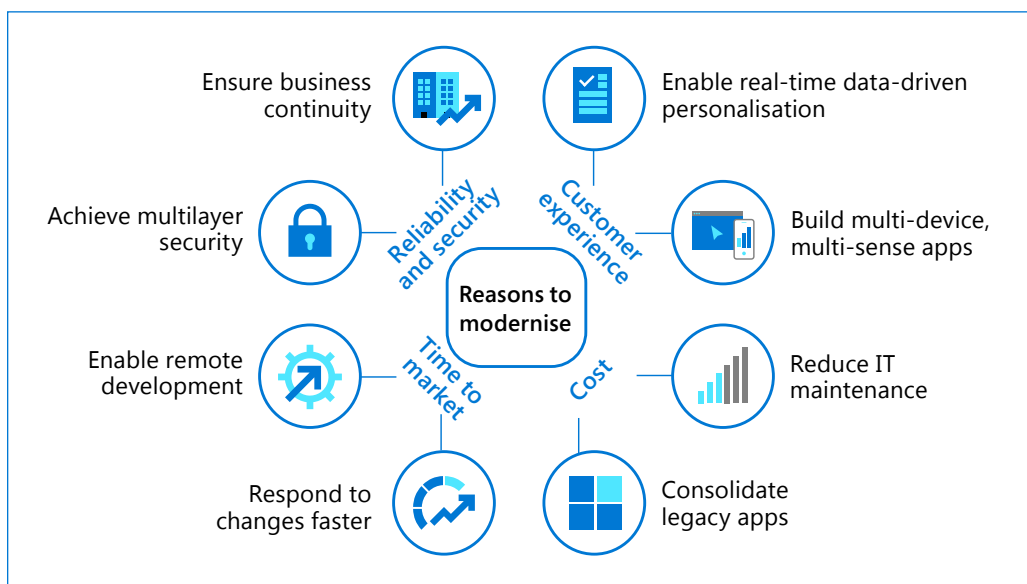 Ensure business
continuity
Enable real-time data-driven
personalisation
Achieve multilayer
security
Reliability
and security
Customer
experience
Build multi-device,
multi-sense apps
Reasons to
modernise
Enable remote
development
Time to
market
Cost
Reduce IT
maintenance
Respond to
changes faster
Consolidate
legacy apps